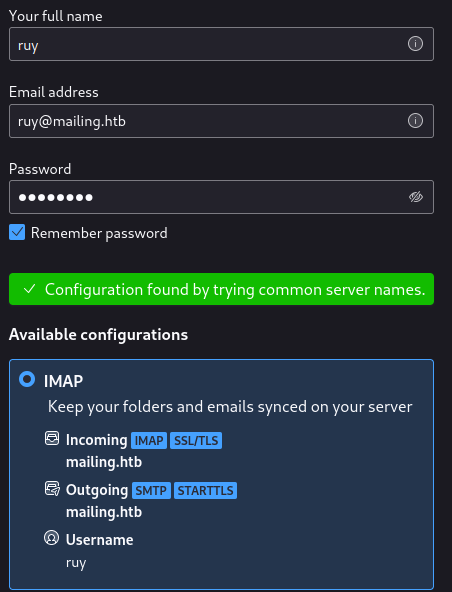 Your full name
ruy
Email address
ruy@mailing.htb
Password
●●●●●●●●
Remember password
Configuration found by trying common server names.
Available configurations
IMAP
Keep your folders and emails synced on your server
Incoming IMAP SSL/TLS
mailing.htb
Outgoing SMTP STARTTLS
mailing.htb
Username
ruy